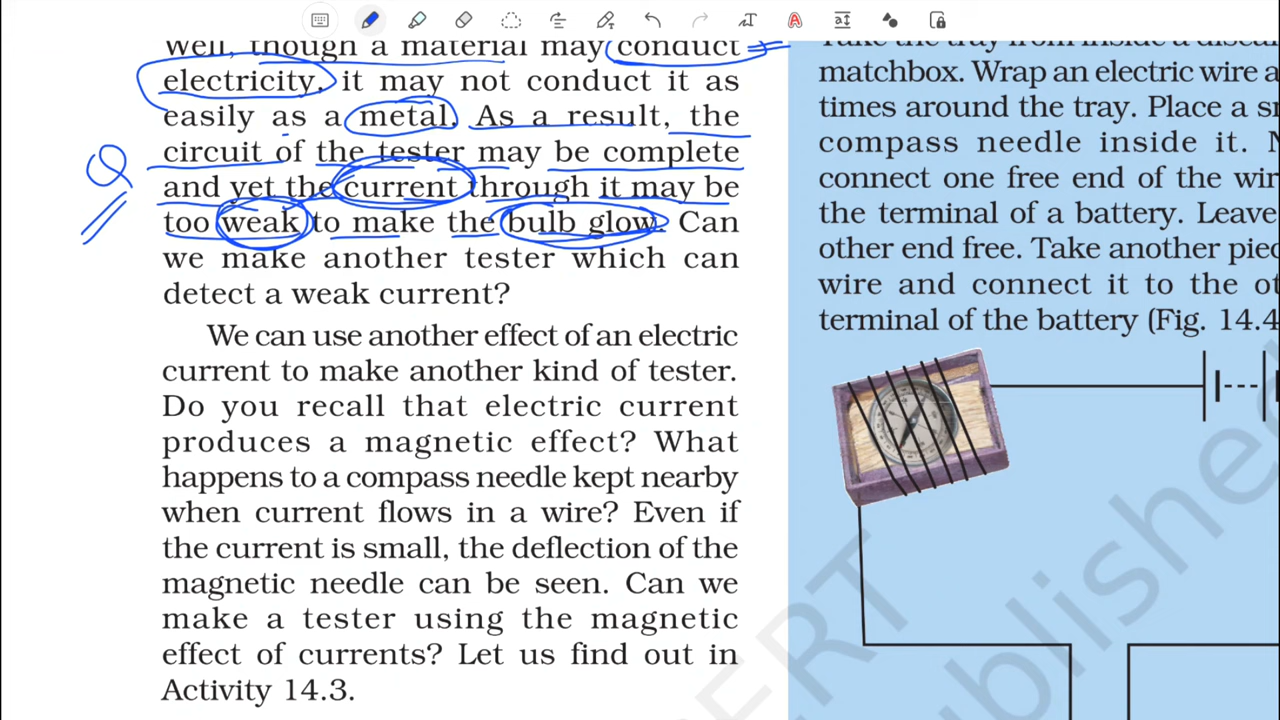 well, though a material may conduct
electricity, it may not conduct it as
easily as a metal. As a result, the
circuit of the tester may be complete
and yet the current through it may be
too weak to make the bulb glow. Can
we make another tester which can
detect a weak current?
We can use another effect of an electric
current to make another kind of tester.
Do you recall that electric current
produces a magnetic effect? What
happens to a compass needle kept nearby
when current flows in a wire? Even if
the current is small, the deflection of the
magnetic needle can be seen. Can we
make a tester using the magnetic
effect of currents? Let us find out in
Activity 14.3.
Take the tray from inside a
matchbox. Wrap an electric wire a
times around the tray. Place a
compass needle inside it.
connect one free end of the
the terminal of a battery. Leave
other end free. Take another
wire and connect it to the
terminal of the battery (Fig. 14.4